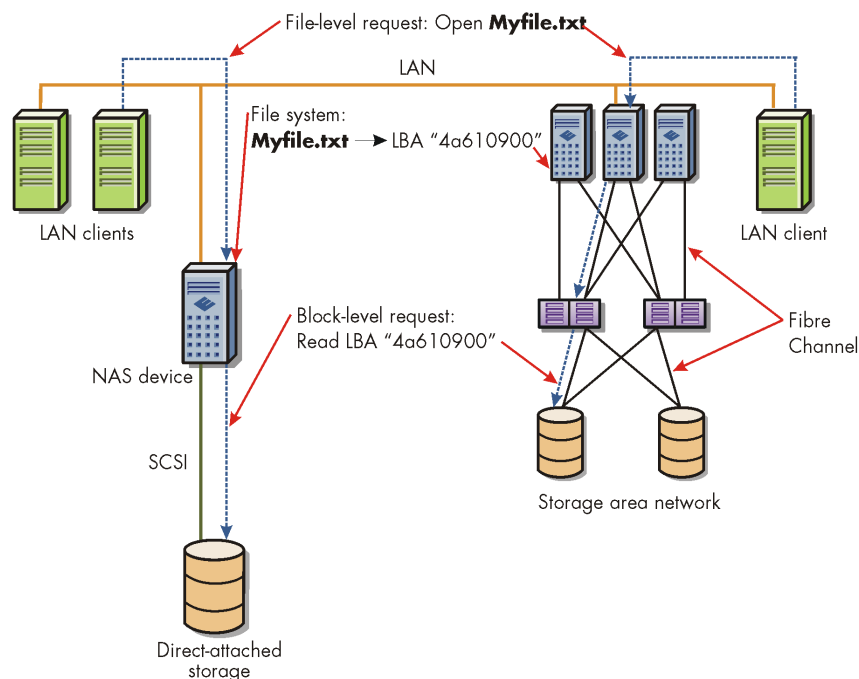 File-level request: Open Myfile.txt
LAN
File system:
Myfile.txt → LBA “4a610900”
LAN clients
LAN client
Block-level request:
Read LBA “4a610900”
Fibre
Channel
NAS device
SCSI
Storage area network
Direct-attached
storage